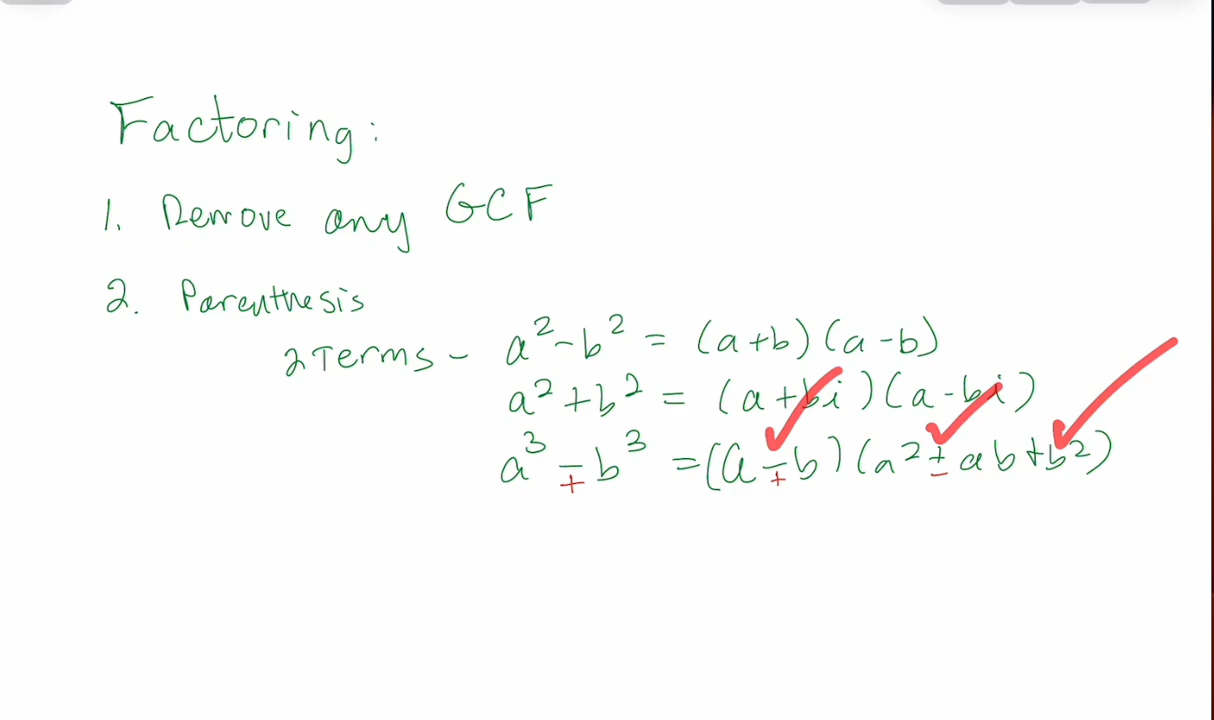 Factoring:
1. Remove any GCF
2. Parenthesis
2 Terms - a² - b² = (a + b)(a - b)
a² + b² = (a + bi)(a - bi)
a³ ∓ b³ = (a ∓ b)(a² ± ab + b²)